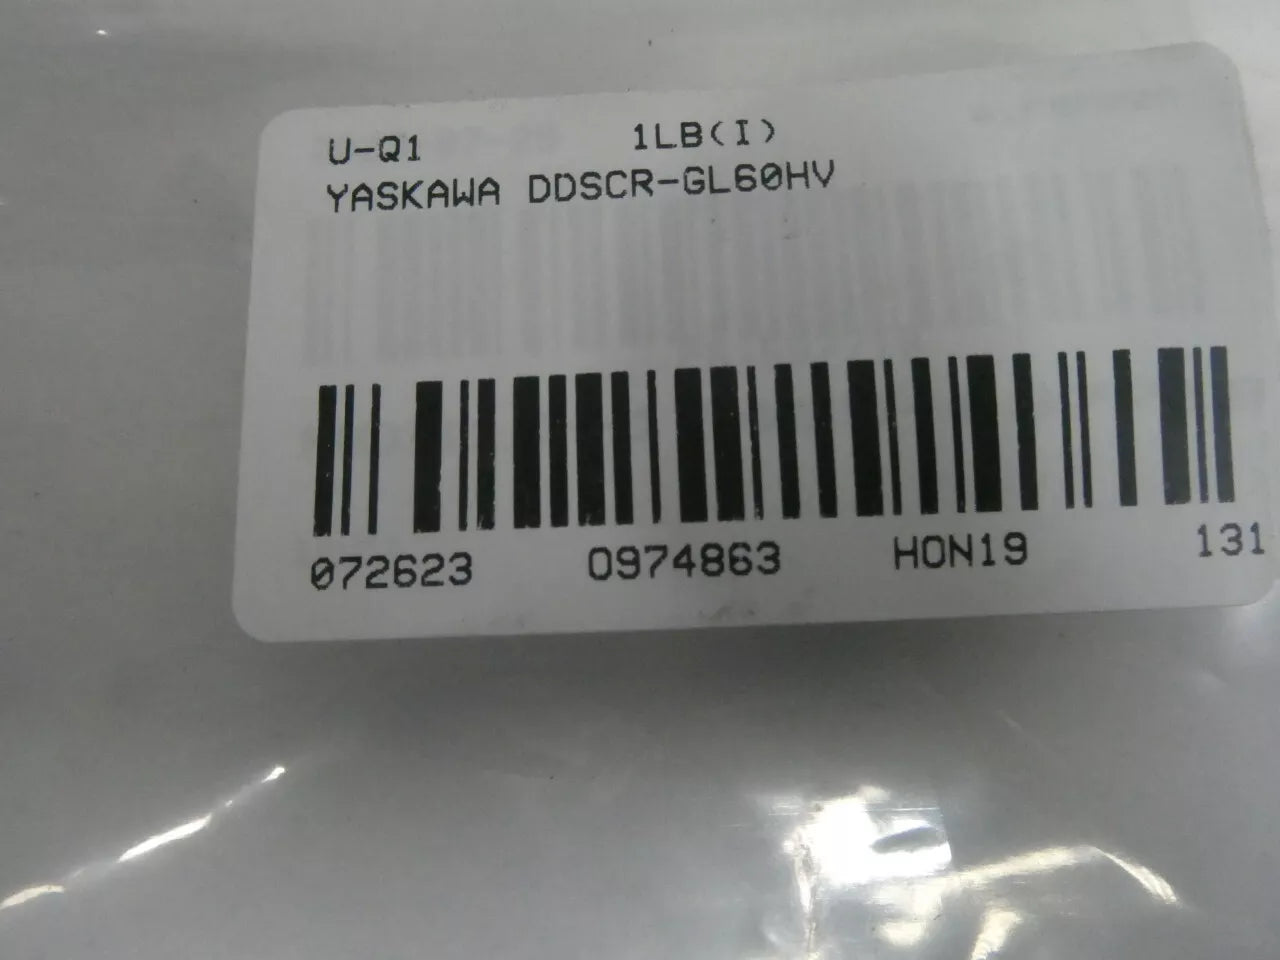 U-Q1 1LB(I)
YASKAWA DDSCR-GL60HV
072623 0974863 HON19 131